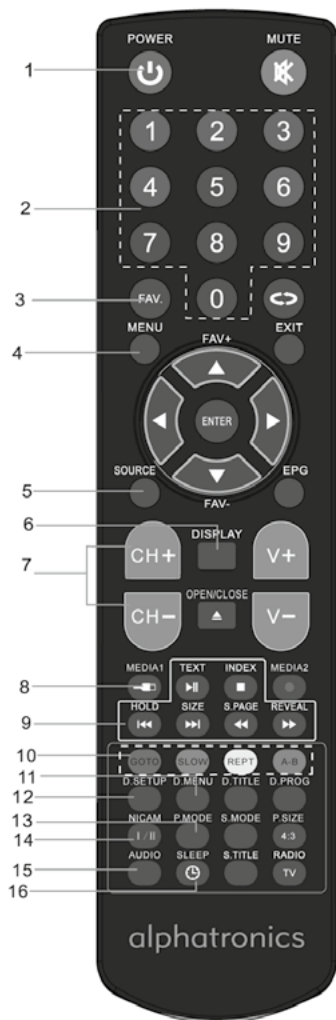 POWER MUTE
1
1 2 3
4 5 6
2
7 8 9
3 FAV. 0
MENU FAV+ EXIT
4
ENTER
SOURCE FAV- EPG
5
6 DISPLAY
7 CH+ V+
OPEN/CLOSE
CH− V−
MEDIA1 TEXT INDEX MEDIA2
8
HOLD SIZE S.PAGE REVEAL
9
10 GOTO SLOW REPT A-B
11 D.SETUP D.MENU D.TITLE D.PROG
12
13 NICAM P.MODE S.MODE P.SIZE
14 I/II 4:3
15 AUDIO SLEEP S.TITLE RADIO
TV
16
alphatronics